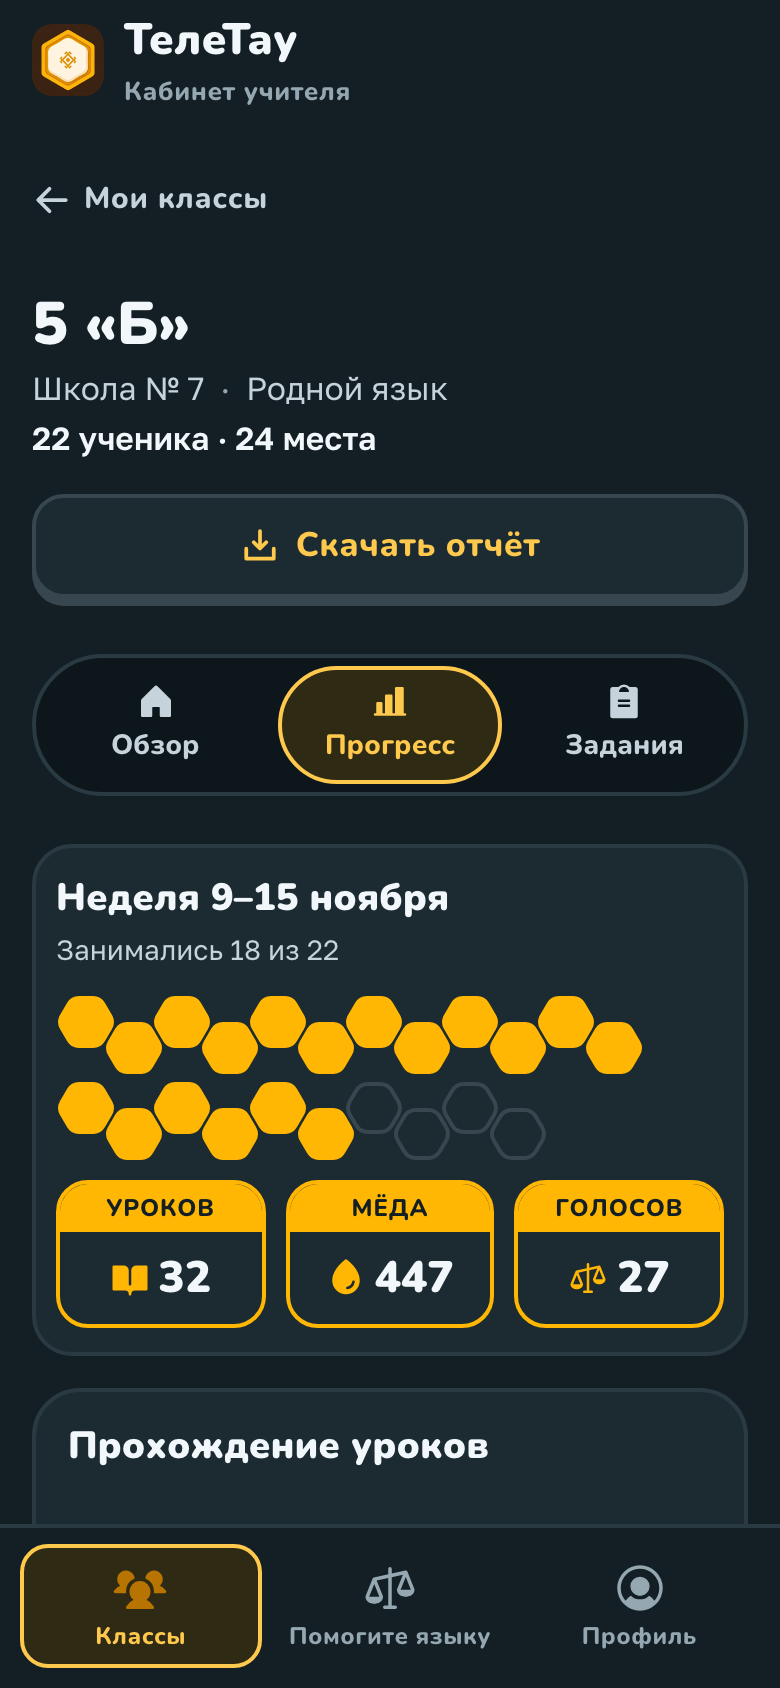 ТелеТау
Кабинет учителя
Мои классы
5 «Б»
Школа № 7 · Родной язык
22 ученика · 24 места
Скачать отчёт
Обзор
Прогресс
Задания
Неделя 9–15 ноября
Занимались 18 из 22
УРОКОВ
32
МЁДА
447
ГОЛОСОВ
27
Прохождение уроков
Классы
Помогите языку
Профиль